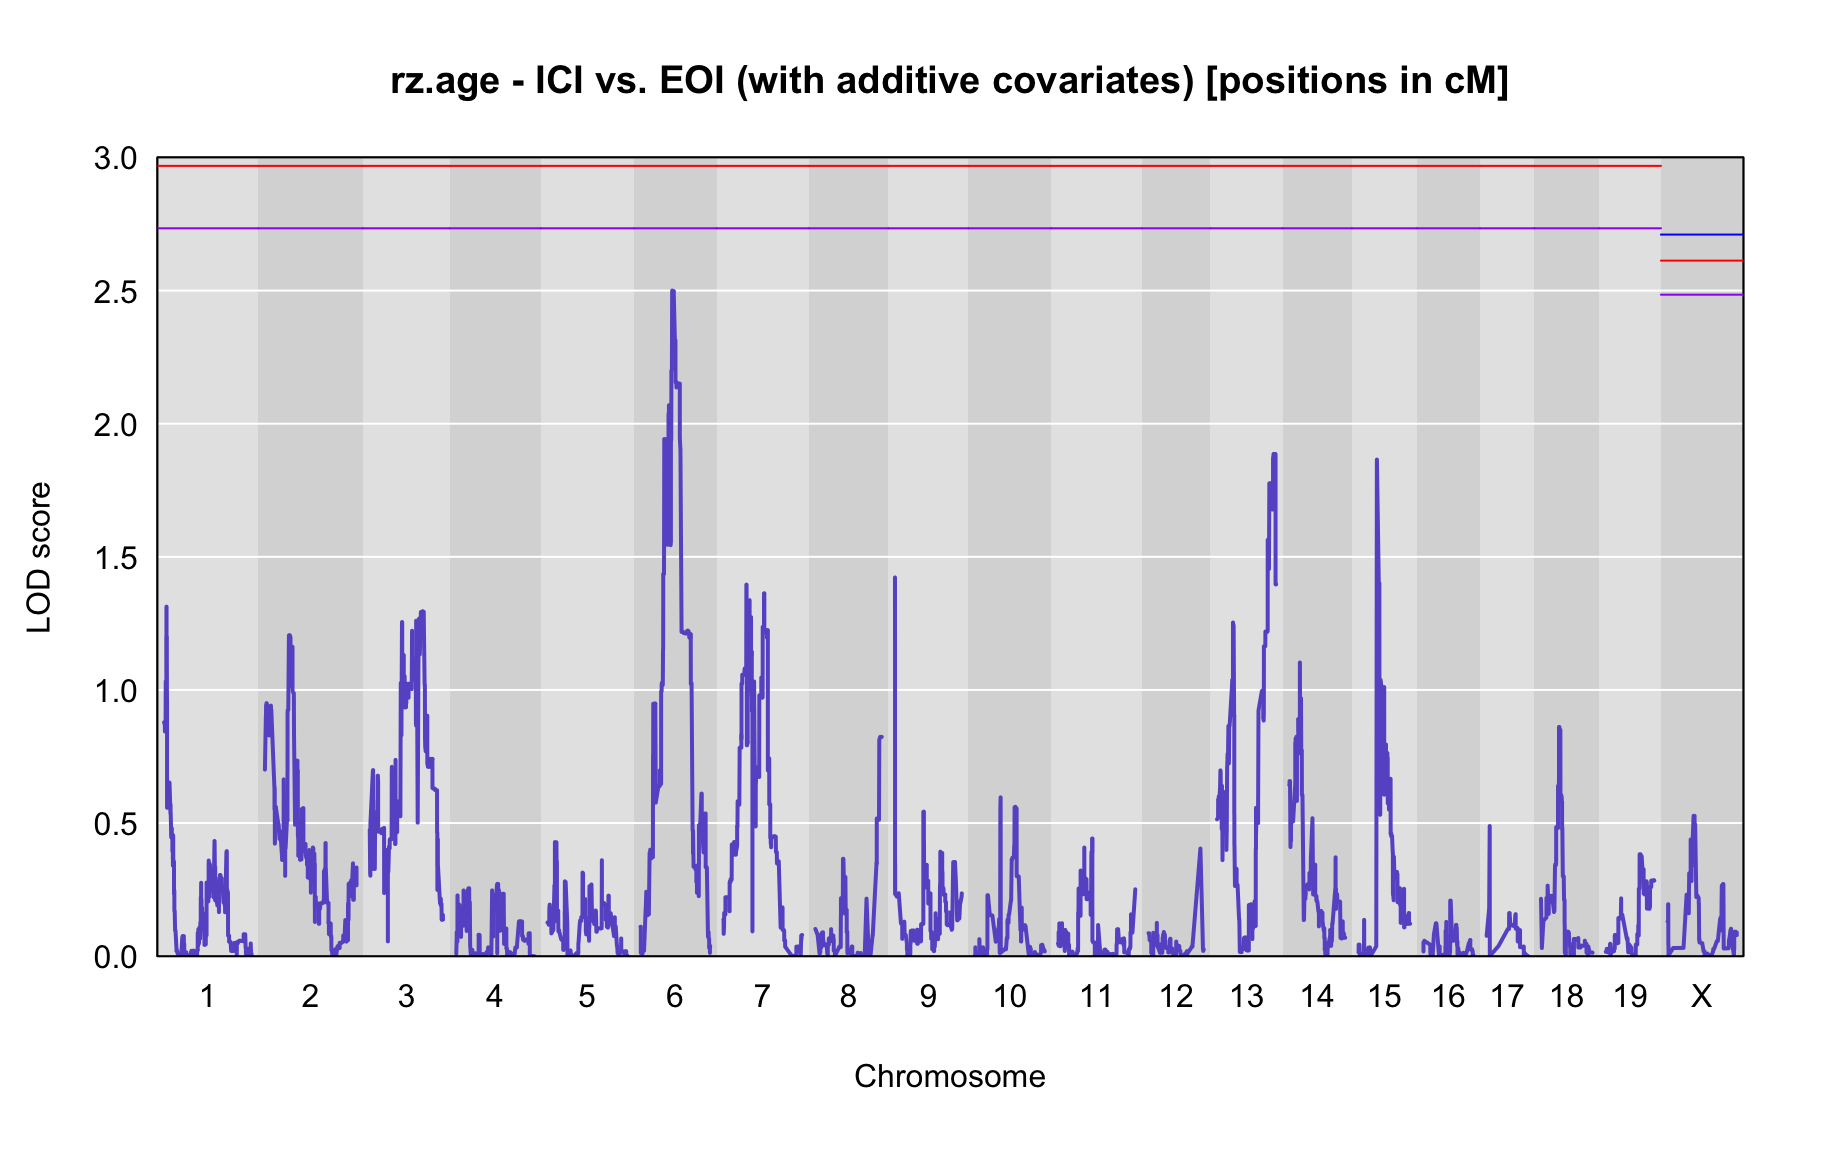 rz.age - ICI vs. EOI (with additive covariates) [positions in cM]
3.0
2.5
2.0
1.5
1.0
0.5
0.0
LOD score
1 2 3 4 5 6 7 8 9 10 11 12 13 14 15 16 17 18 19 X
Chromosome